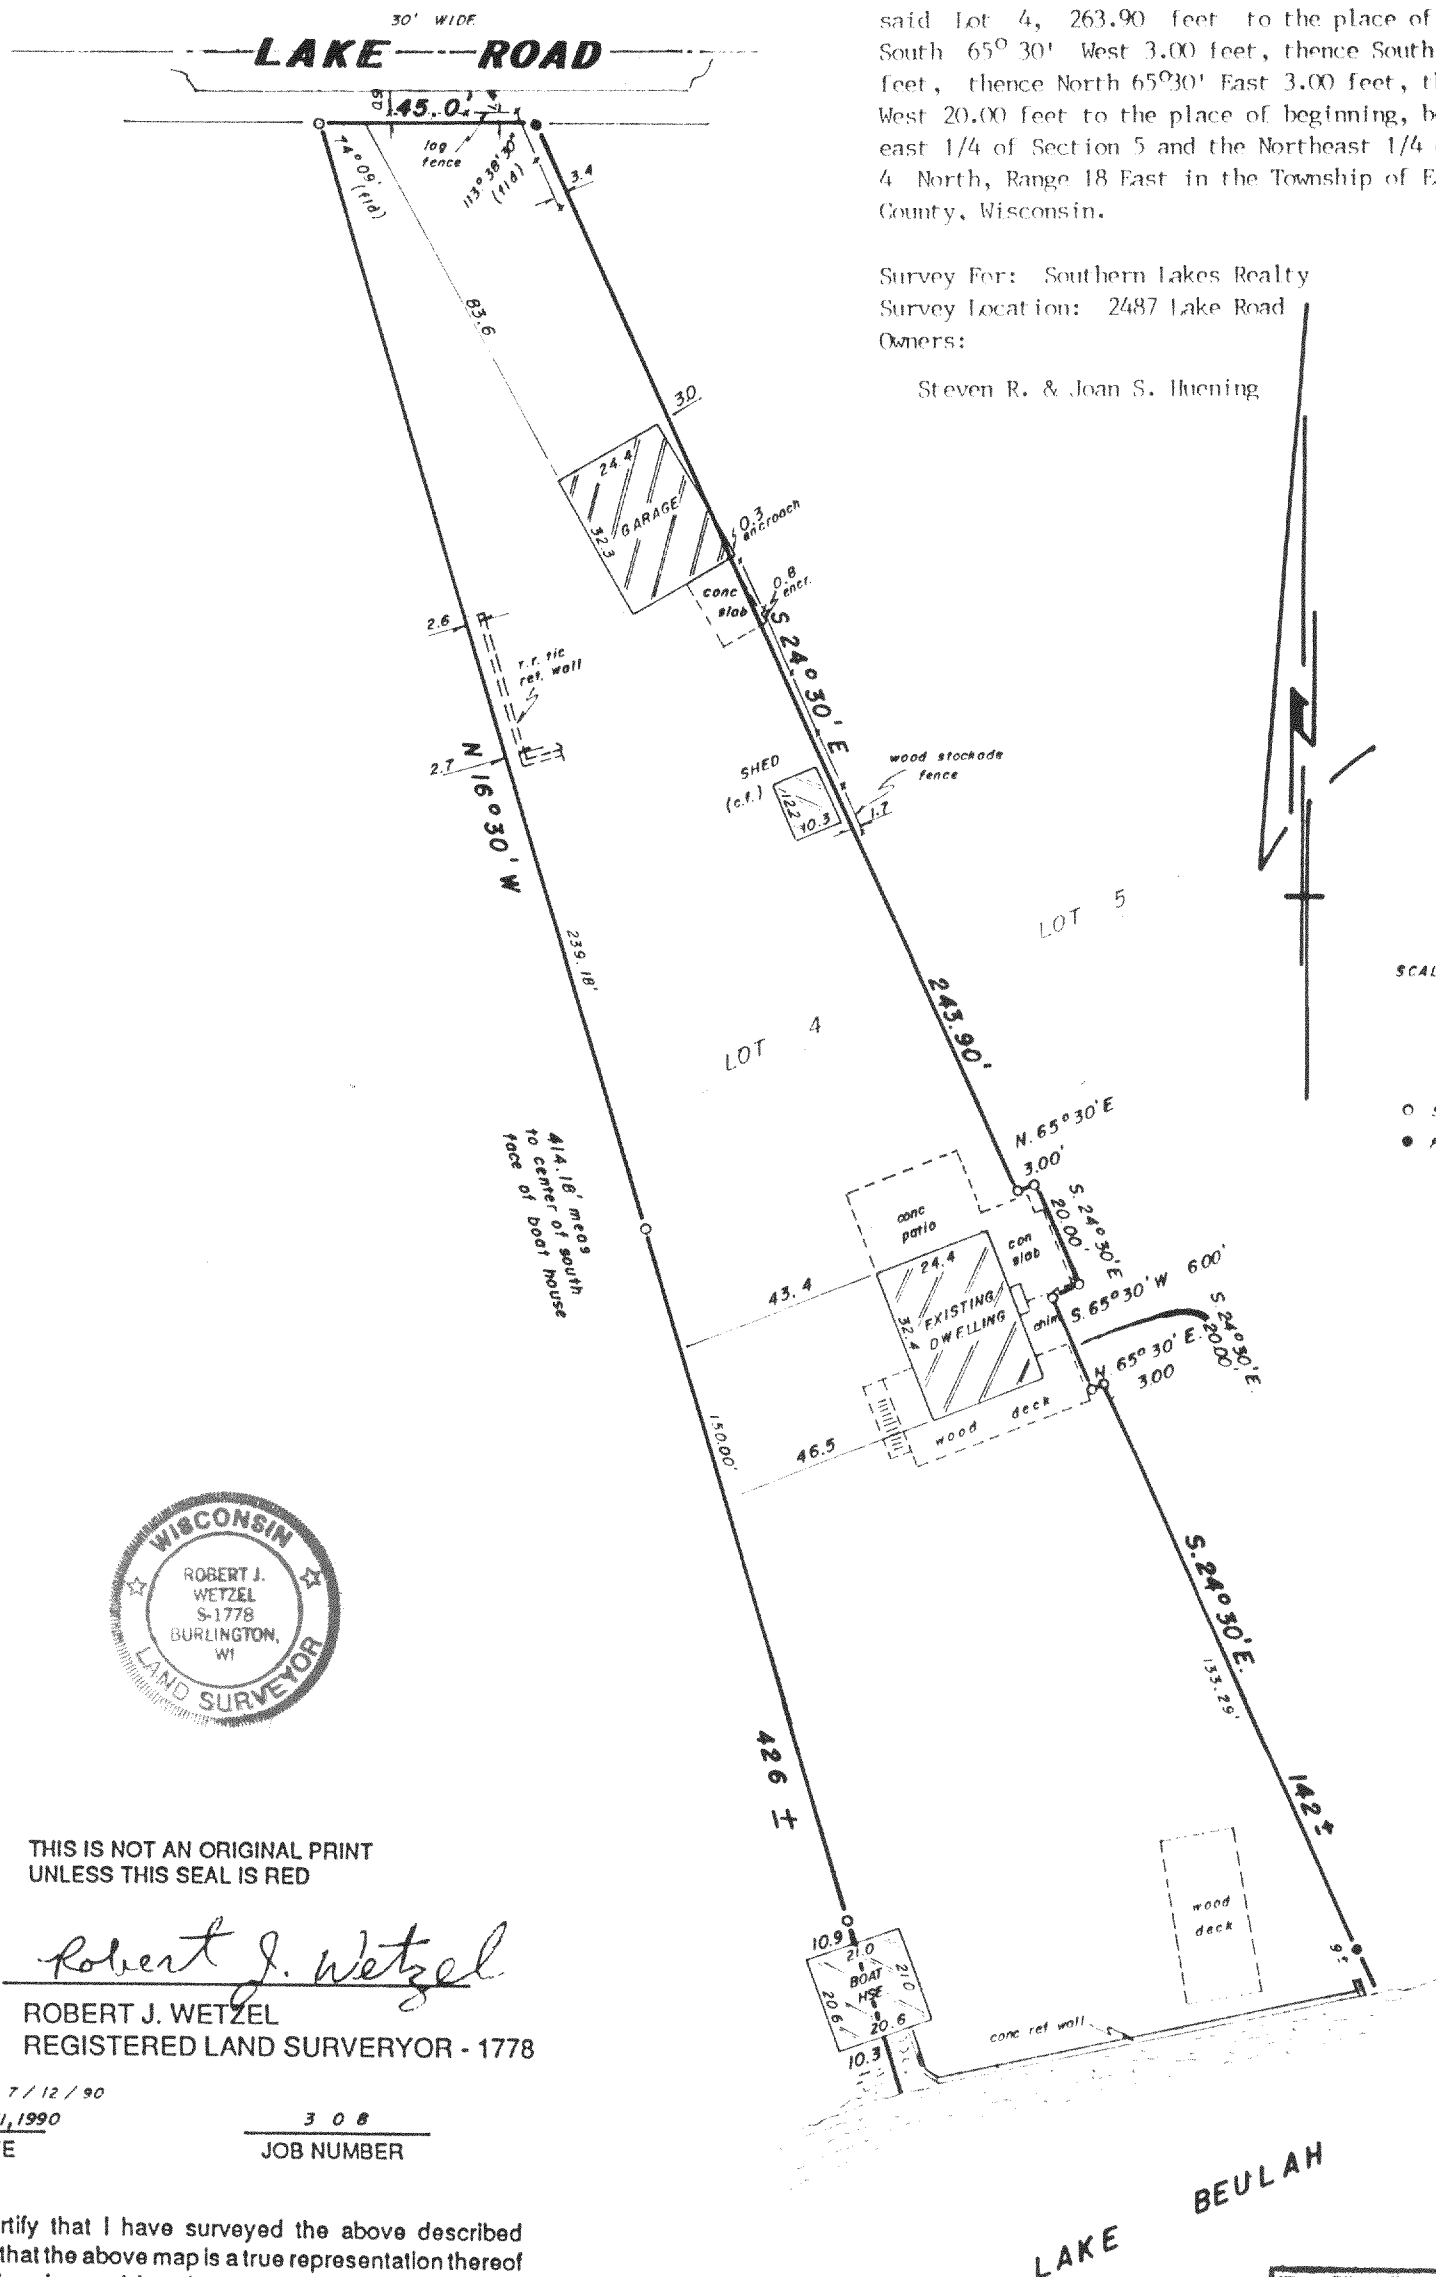 30' WIDE
LAKE ROAD
said Lot 4, 263.90 feet to the place of
South 65° 30' West 3.00 feet, thence South
feet, thence North 65°30' East 3.00 feet,
West 20.00 feet to the place of beginning,
east 1/4 of Section 5 and the Northeast 1/4
4 North, Range 18 East in the Township of
County, Wisconsin.
Survey For: Southern Lakes Realty
Survey Location: 2487 Lake Road
Owners:
Steven R. & Joan S. Huening
45.0'
log
fence
74°09'
(fld)
113°38'30"
(fld)
3.4
83.6
3.0
24.4
GARAGE
32.3
0.3
encroach
conc
slab
0.8
encr.
S 24°30' E
2.6
r.r. tie
ret. wall
2.7
N 16°30' W
SHED
(c.f.)
12.2
10.3
wood stockade
fence
1.7
LOT 5
239.18'
243.90'
LOT 4
414.18' meas
to center of south
face of boat house
N. 65°30' E
3.00'
S. 24°30' E
20.00'
conc
patio
con
slab
24.4
EXISTING
DWELLING
32.4
chim
43.4
S. 65°30' W 6.00'
S. 24°30' E.
20.00'
N 65°30' E.
3.00
wood deck
46.5
150.00'
S. 24°30' E.
133.29'
WISCONSIN
ROBERT J.
WETZEL
S-1778
BURLINGTON,
WI
LAND SURVEYOR
426 ±
142 ±
wood
deck
10.9
21.0
BOAT
HSE
21.0
20.6
20.6
10.3
conc ret wall
THIS IS NOT AN ORIGINAL PRINT
UNLESS THIS SEAL IS RED
Robert J. Wetzel
ROBERT J. WETZEL
REGISTERED LAND SURVERYOR - 1778
7/12/90
1, 1990
308
JOB NUMBER
LAKE BEULAH
rtify that I have surveyed the above described
that the above map is a true representation thereof